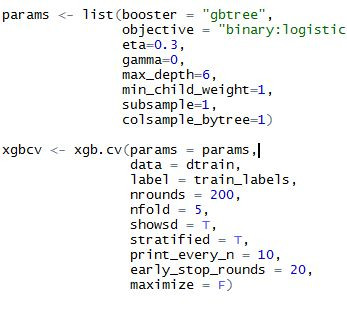 params <- list(booster = "gbtree",
objective = "binary:logistic
eta=0.3,
gamma=0,
max_depth=6,
min_child_weight=1,
subsample=1,
colsample_bytree=1)
xgbcv <- xgb.cv(params = params,
data = dtrain,
label = train_labels,
nrounds = 200,
nfold = 5,
showsd = T,
stratified = T,
print_every_n = 10,
early_stop_rounds = 20,
maximize = F)